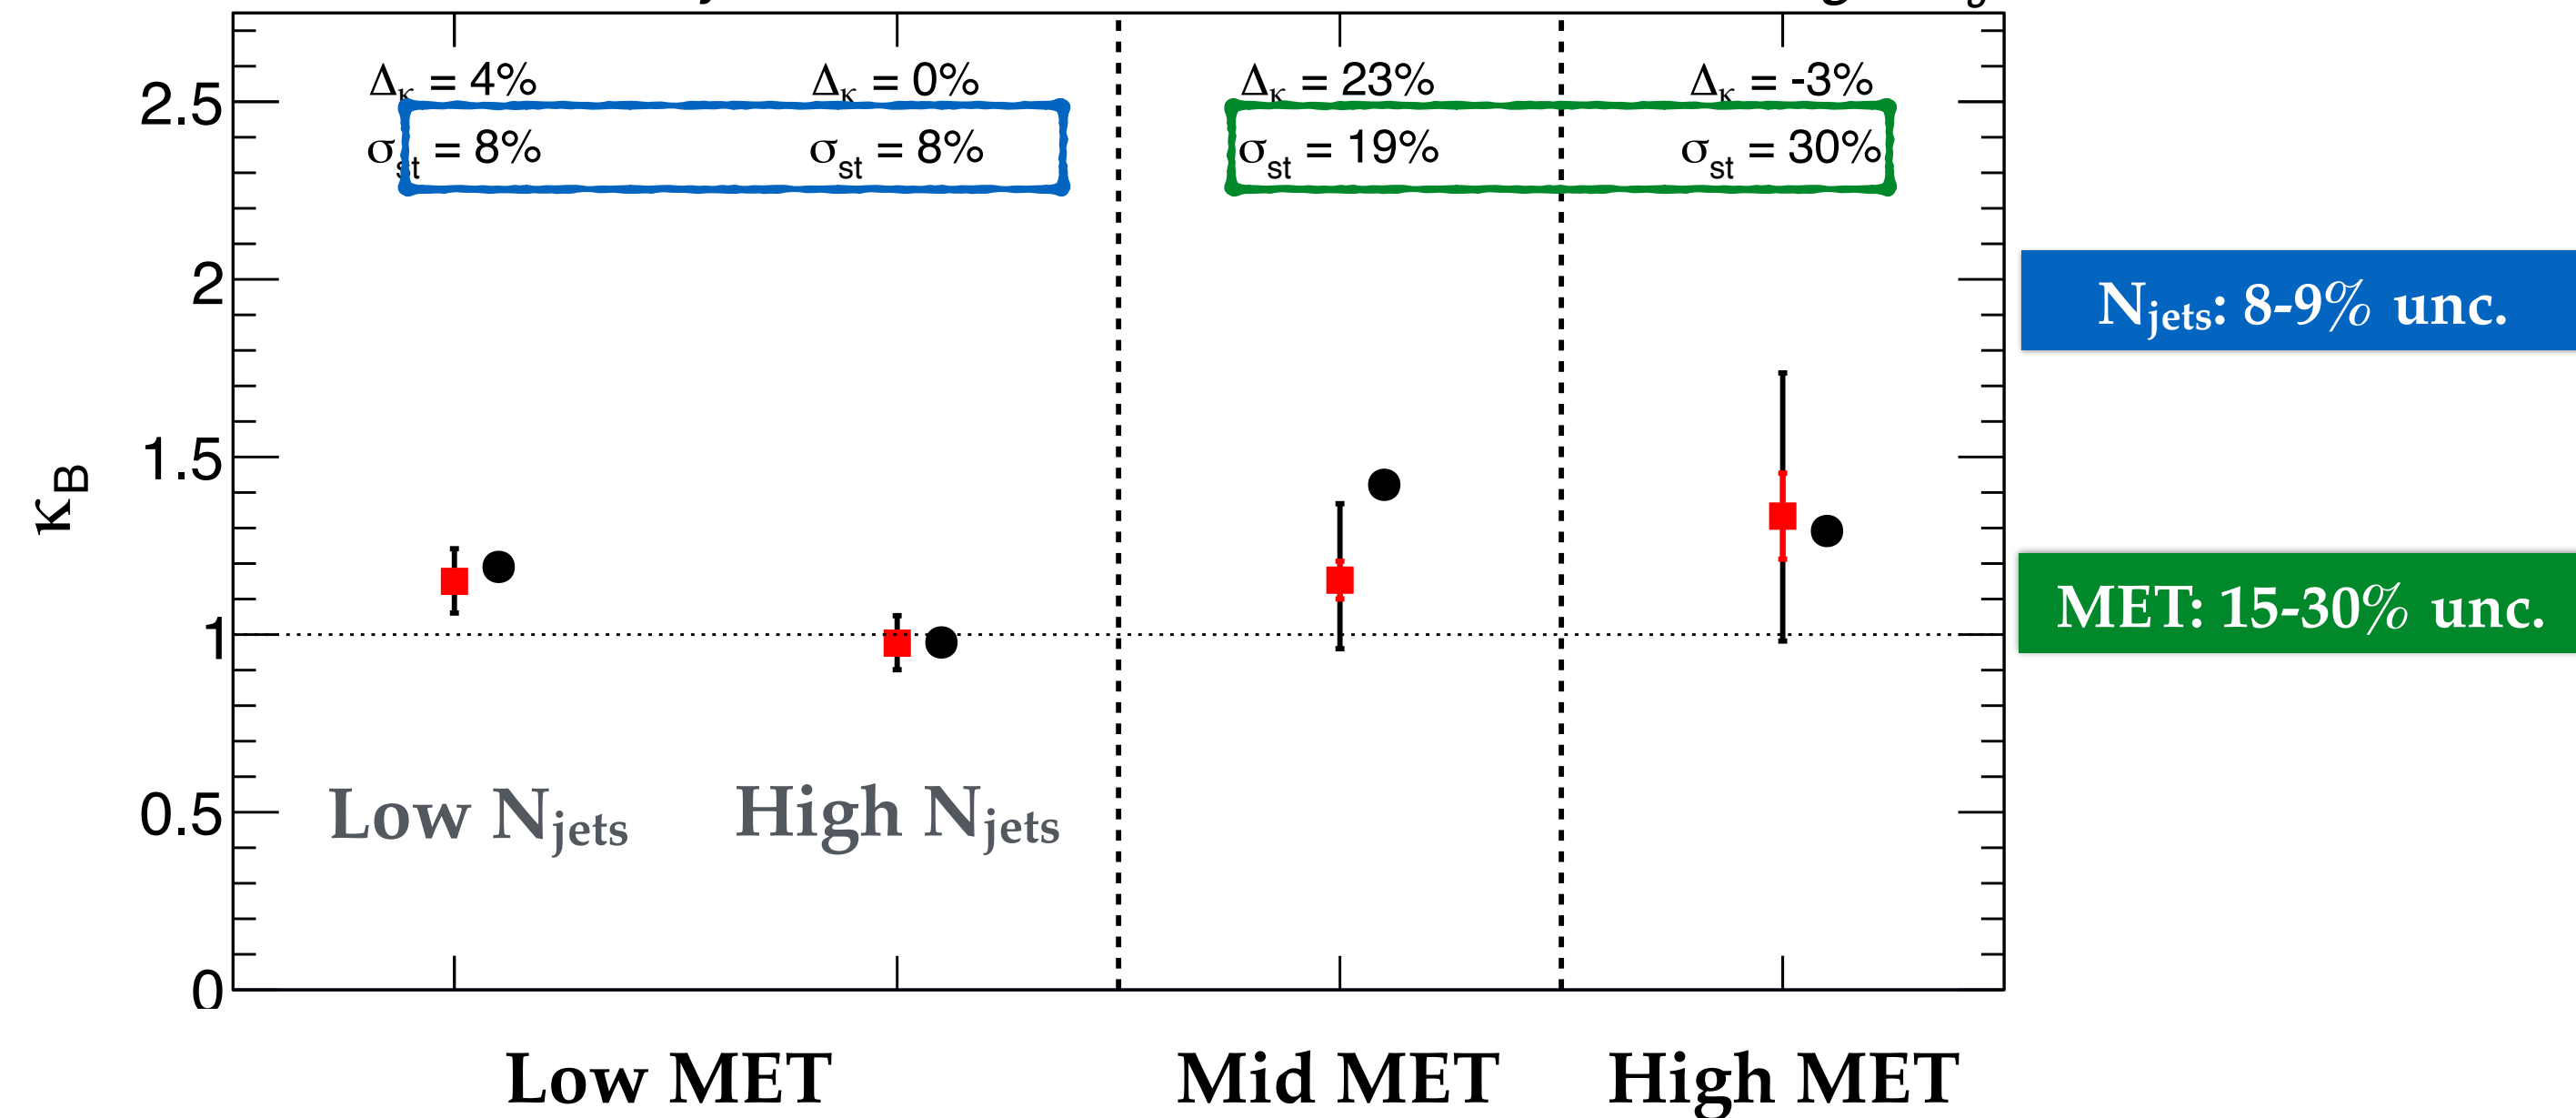 Δκ = 4% Δκ = 0% Δκ = 23% Δκ = -3%
σst = 8% σst = 8% σst = 19% σst = 30%
2.5
2
1.5
1
0.5
0
κB
Njets: 8-9% unc.
MET: 15-30% unc.
Low Njets High Njets
Low MET Mid MET High MET